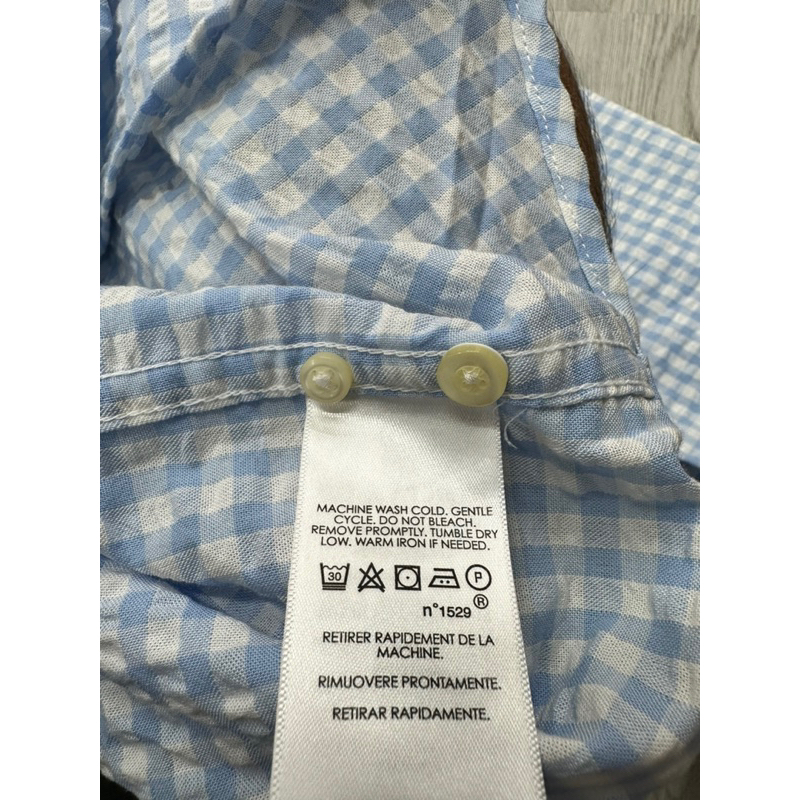 MACHINE WASH COLD. GENTLE
CYCLE. DO NOT BLEACH.
REMOVE PROMPTLY. TUMBLE DRY
LOW. WARM IRON IF NEEDED.
30 P
n°1529 ®
RETIRER RAPIDEMENT DE LA
MACHINE.
RIMUOVERE PRONTAMENTE.
RETIRAR RAPIDAMENTE.